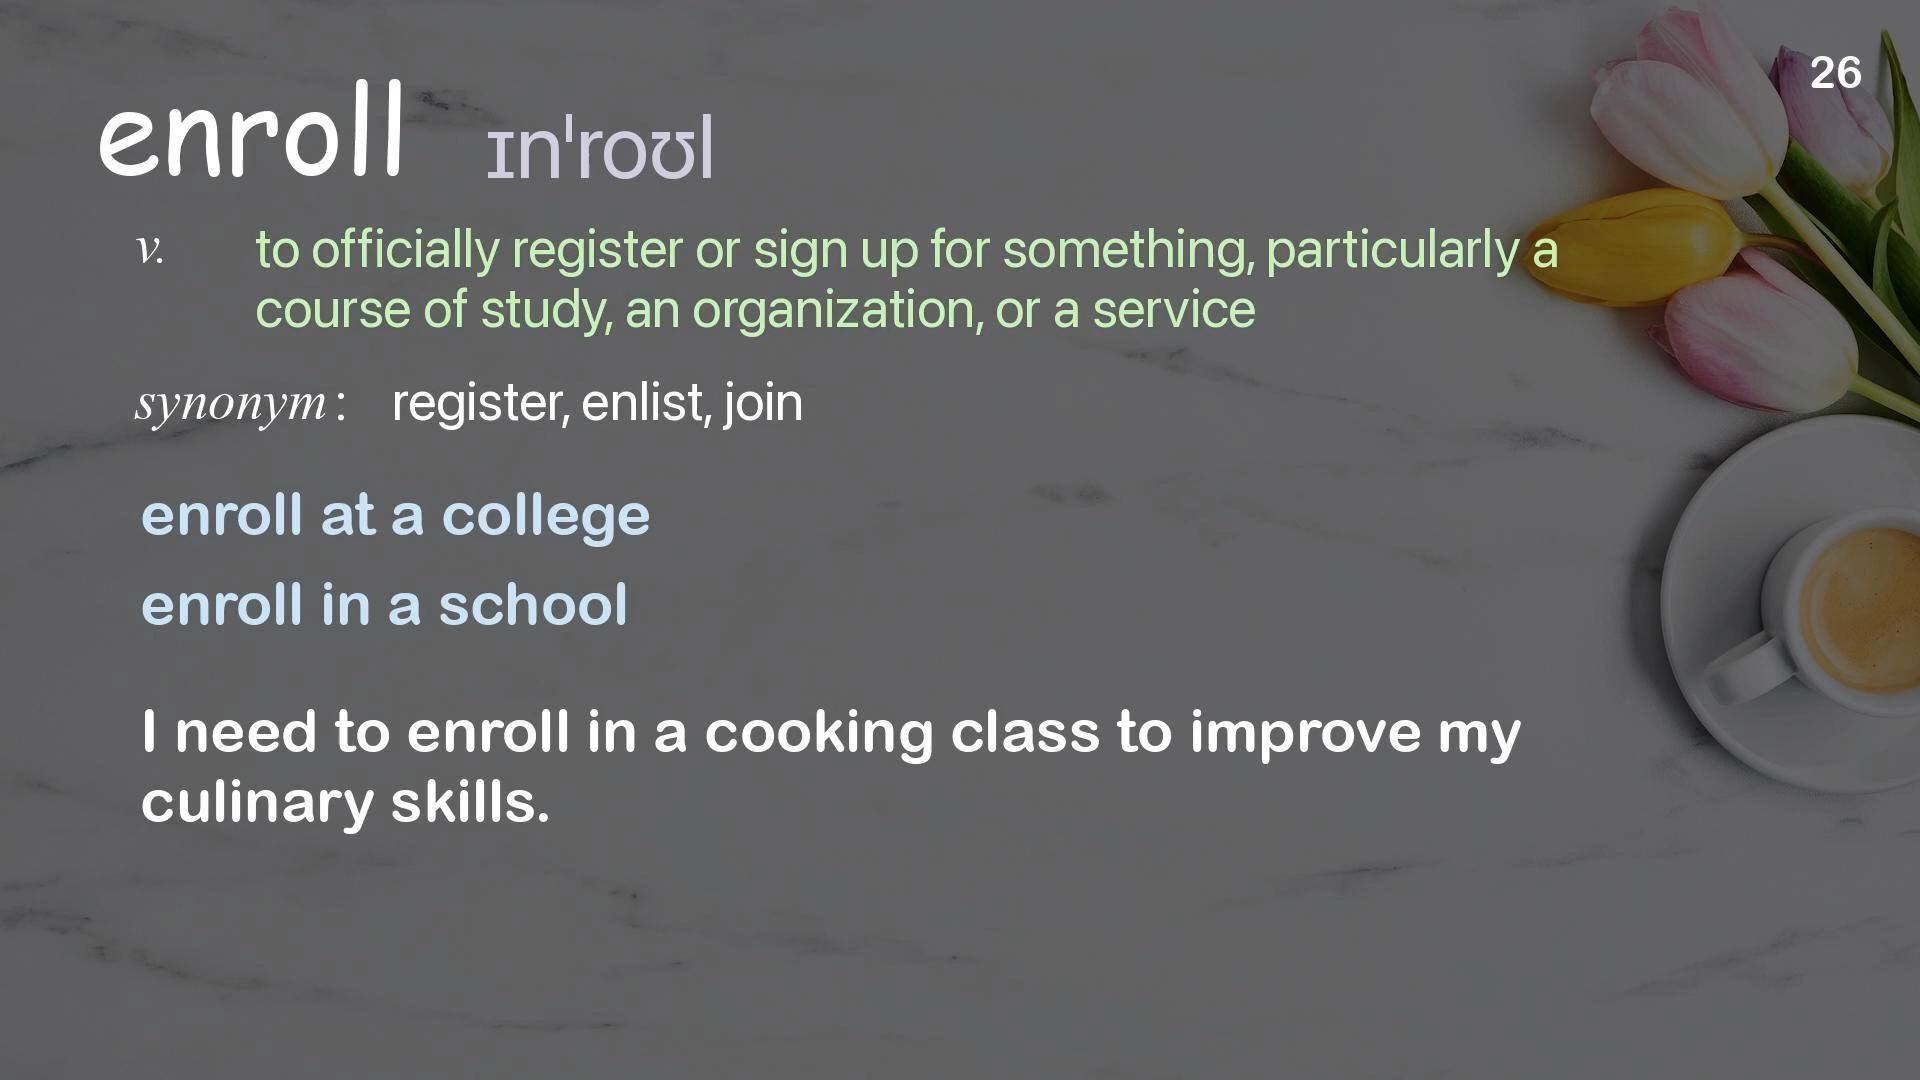 26
enroll ɪnˈroʊl
v. to officially register or sign up for something, particularly a
course of study, an organization, or a service
synonym: register, enlist, join
enroll at a college
enroll in a school
I need to enroll in a cooking class to improve my
culinary skills.